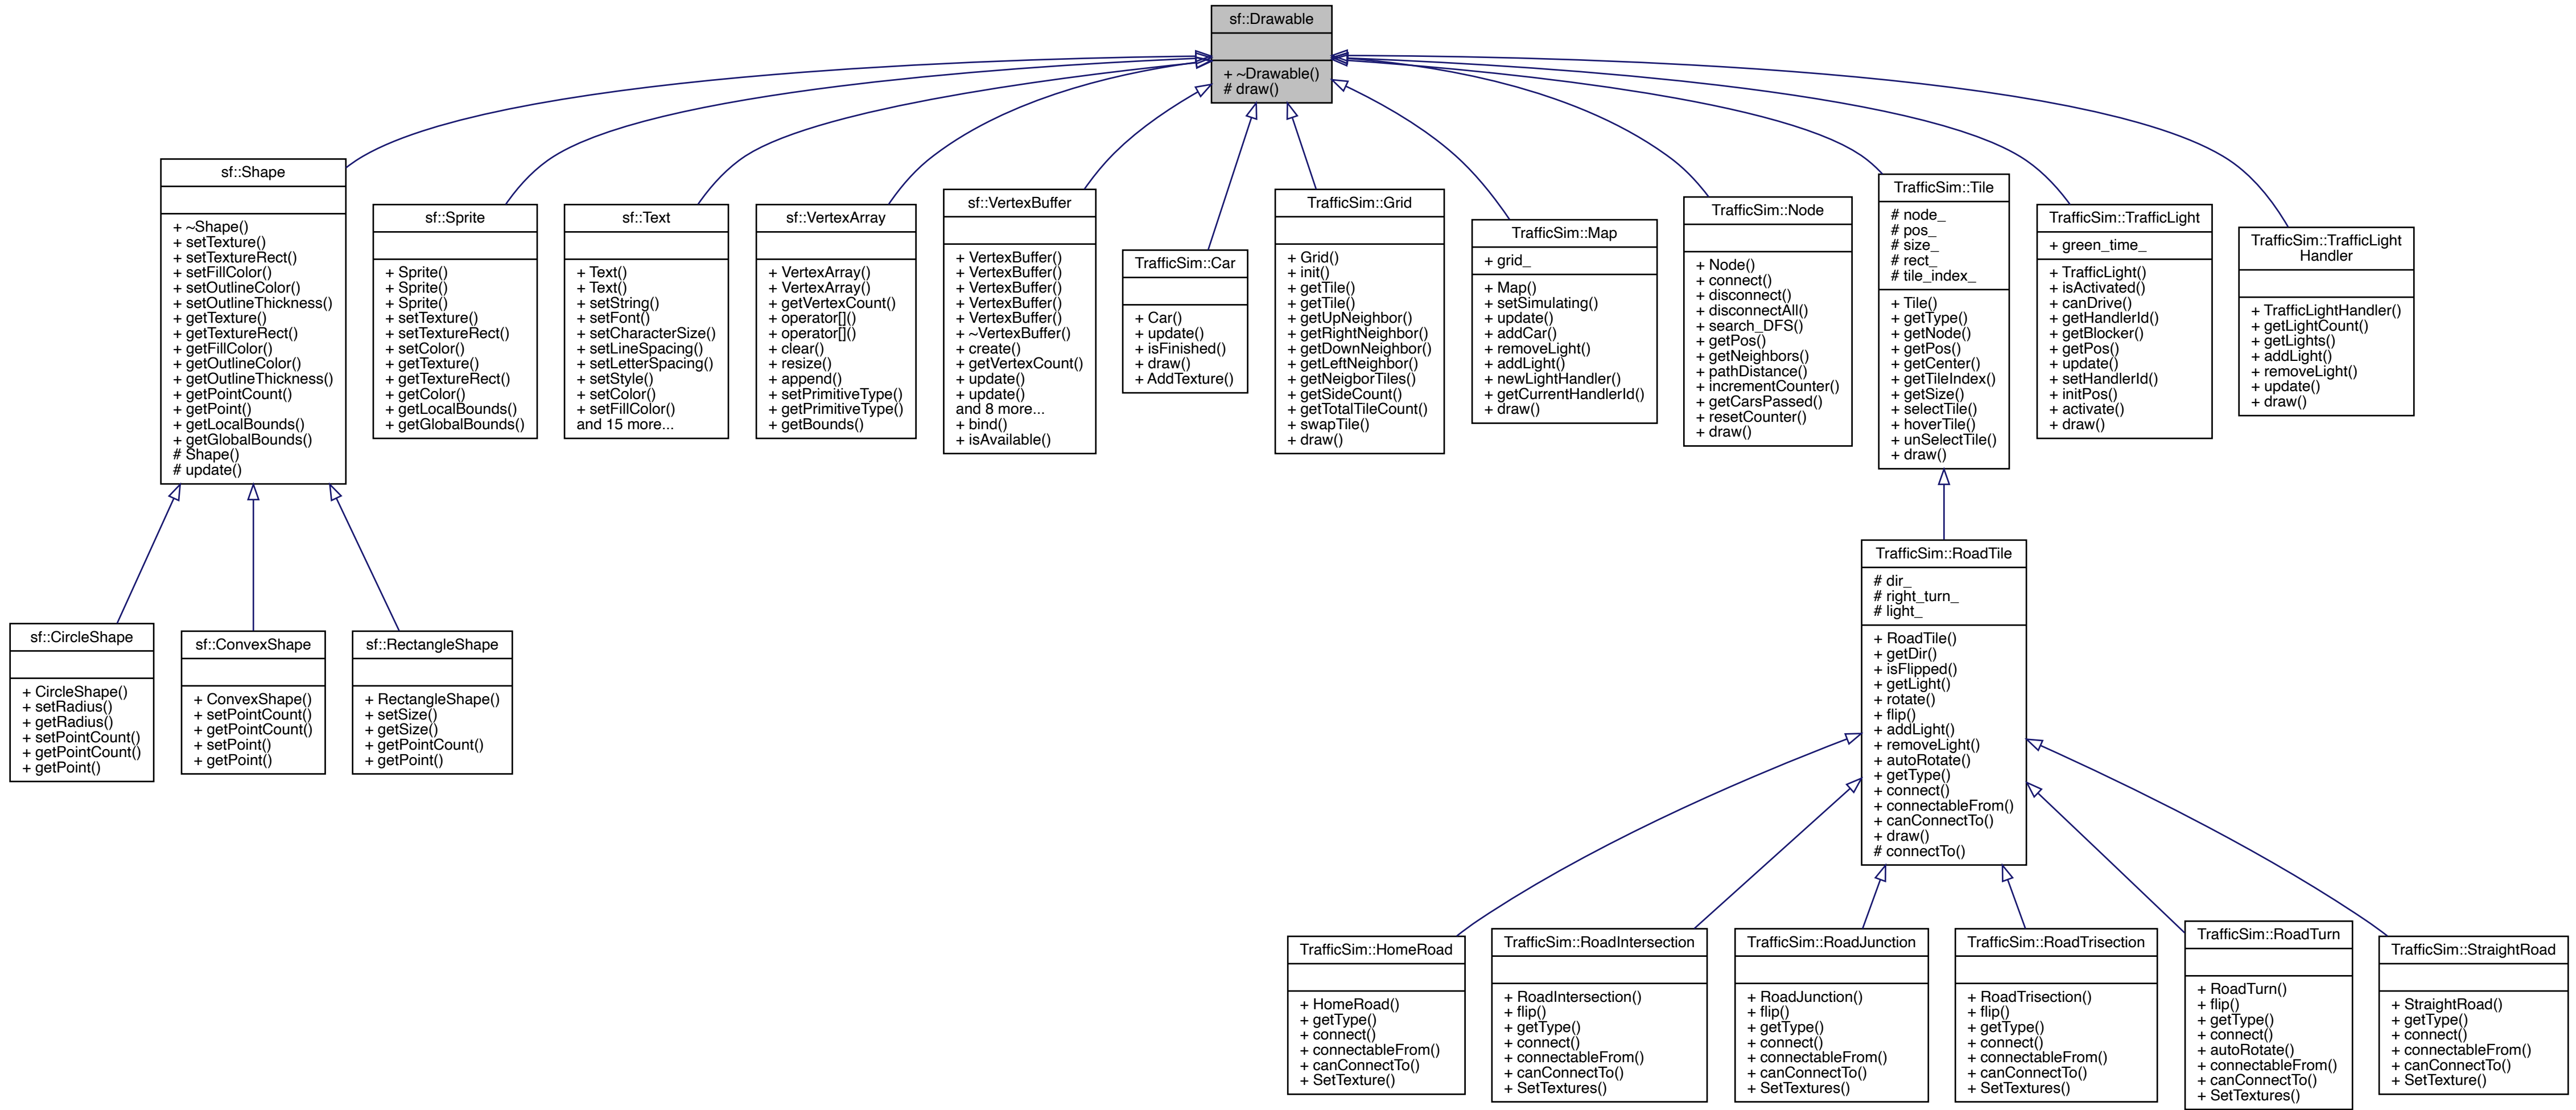 sf::Drawable
+ ~Drawable()
# draw()
sf::Shape
+ ~Shape()
+ setTexture()
+ setTextureRect()
+ setFillColor()
+ setOutlineColor()
+ setOutlineThickness()
+ getTexture()
+ getTextureRect()
+ getFillColor()
+ getOutlineColor()
+ getOutlineThickness()
+ getPointCount()
+ getPoint()
+ getLocalBounds()
+ getGlobalBounds()
# Shape()
# update()
sf::Sprite
+ Sprite()
+ Sprite()
+ Sprite()
+ setTexture()
+ setTextureRect()
+ setColor()
+ getTexture()
+ getTextureRect()
+ getColor()
+ getLocalBounds()
+ getGlobalBounds()
sf::Text
+ Text()
+ Text()
+ setString()
+ setFont()
+ setCharacterSize()
+ setLineSpacing()
+ setLetterSpacing()
+ setStyle()
+ setColor()
+ setFillColor()
and 15 more...
sf::VertexArray
+ VertexArray()
+ VertexArray()
+ getVertexCount()
+ operator[]()
+ operator[]()
+ clear()
+ resize()
+ append()
+ setPrimitiveType()
+ getPrimitiveType()
+ getBounds()
sf::VertexBuffer
+ VertexBuffer()
+ VertexBuffer()
+ VertexBuffer()
+ VertexBuffer()
+ VertexBuffer()
+ ~VertexBuffer()
+ create()
+ getVertexCount()
+ update()
+ update()
and 8 more...
+ bind()
+ isAvailable()
TrafficSim::Car
+ Car()
+ update()
+ isFinished()
+ draw()
+ AddTexture()
TrafficSim::Grid
+ Grid()
+ init()
+ getTile()
+ getTile()
+ getUpNeighbor()
+ getRightNeighbor()
+ getDownNeighbor()
+ getLeftNeighbor()
+ getNeigborTiles()
+ getSideCount()
+ getTotalTileCount()
+ swapTile()
+ draw()
TrafficSim::Map
+ grid_
+ Map()
+ setSimulating()
+ update()
+ addCar()
+ removeLight()
+ addLight()
+ newLightHandler()
+ getCurrentHandlerId()
+ draw()
TrafficSim::Node
+ Node()
+ connect()
+ disconnect()
+ disconnectAll()
+ search_DFS()
+ getPos()
+ getNeighbors()
+ pathDistance()
+ incrementCounter()
+ getCarsPassed()
+ resetCounter()
+ draw()
TrafficSim::Tile
# node_
# pos_
# size_
# rect_
# tile_index_
+ Tile()
+ getType()
+ getNode()
+ getPos()
+ getCenter()
+ getTileIndex()
+ getSize()
+ selectTile()
+ hoverTile()
+ unSelectTile()
+ draw()
TrafficSim::TrafficLight
+ green_time_
+ TrafficLight()
+ isActivated()
+ canDrive()
+ getHandlerId()
+ getBlocker()
+ getPos()
+ update()
+ setHandlerId()
+ initPos()
+ activate()
+ draw()
TrafficSim::TrafficLight
Handler
+ TrafficLightHandler()
+ getLightCount()
+ getLights()
+ addLight()
+ removeLight()
+ update()
+ draw()
sf::CircleShape
+ CircleShape()
+ setRadius()
+ getRadius()
+ setPointCount()
+ getPointCount()
+ getPoint()
sf::ConvexShape
+ ConvexShape()
+ setPointCount()
+ getPointCount()
+ setPoint()
+ getPoint()
sf::RectangleShape
+ RectangleShape()
+ setSize()
+ getSize()
+ getPointCount()
+ getPoint()
TrafficSim::RoadTile
# dir_
# right_turn_
# light_
+ RoadTile()
+ getDir()
+ isFlipped()
+ getLight()
+ rotate()
+ flip()
+ addLight()
+ removeLight()
+ autoRotate()
+ getType()
+ connect()
+ connectableFrom()
+ canConnectTo()
+ draw()
# connectTo()
TrafficSim::HomeRoad
+ HomeRoad()
+ getType()
+ connect()
+ connectableFrom()
+ canConnectTo()
+ SetTexture()
TrafficSim::RoadIntersection
+ RoadIntersection()
+ flip()
+ getType()
+ connect()
+ connectableFrom()
+ canConnectTo()
+ SetTextures()
TrafficSim::RoadJunction
+ RoadJunction()
+ flip()
+ getType()
+ connect()
+ connectableFrom()
+ canConnectTo()
+ SetTextures()
TrafficSim::RoadTrisection
+ RoadTrisection()
+ flip()
+ getType()
+ connect()
+ connectableFrom()
+ canConnectTo()
+ SetTextures()
TrafficSim::RoadTurn
+ RoadTurn()
+ flip()
+ getType()
+ connect()
+ autoRotate()
+ connectableFrom()
+ canConnectTo()
+ SetTextures()
TrafficSim::StraightRoad
+ StraightRoad()
+ getType()
+ connect()
+ connectableFrom()
+ canConnectTo()
+ SetTexture()